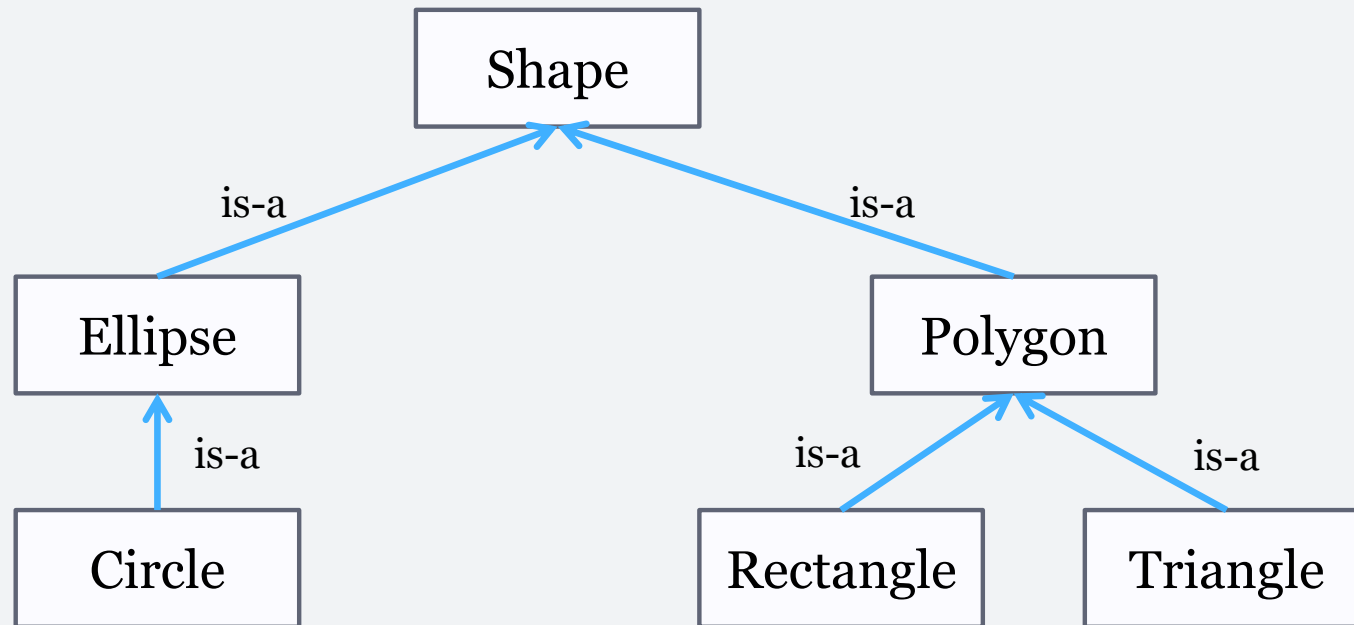 Shape
is-a
is-a
Ellipse
Polygon
is-a
is-a
is-a
Circle
Rectangle
Triangle